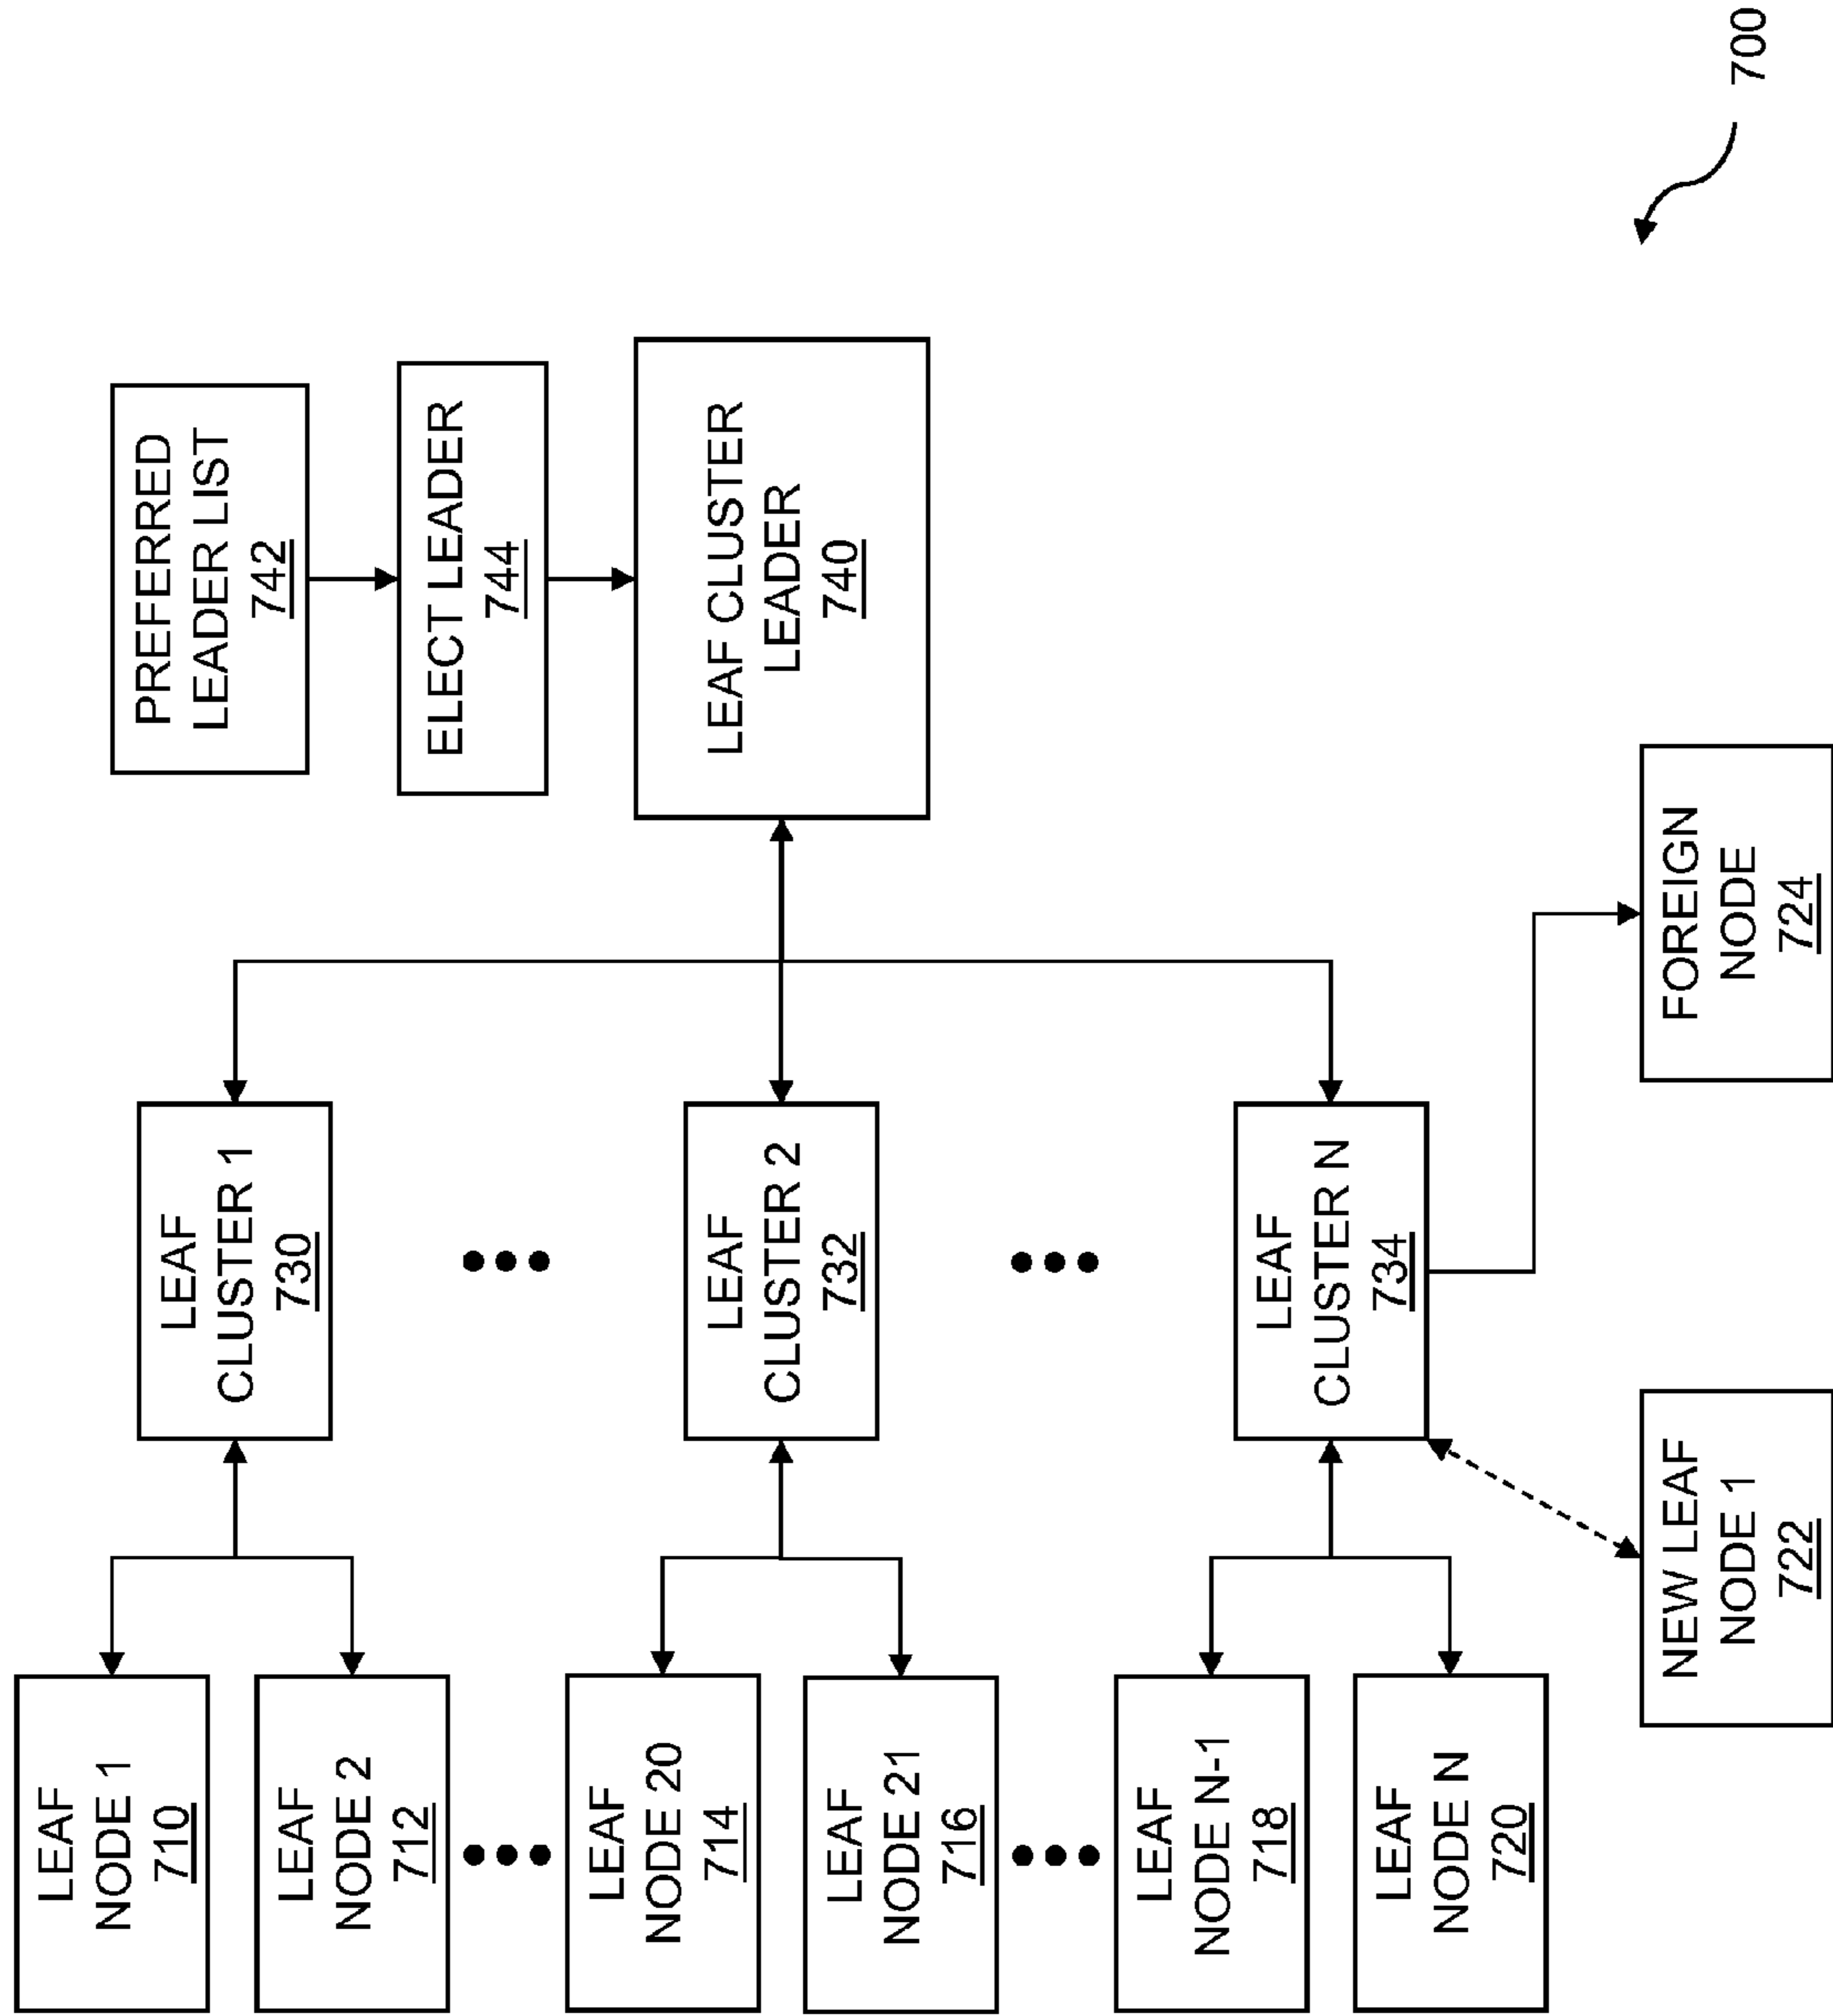 LEAF
NODE 1
710
LEAF
NODE 2
712
LEAF
NODE 20
714
LEAF
NODE 21
716
LEAF
NODE N-1
718
LEAF
NODE N
720
NEW LEAF
NODE 1
722
LEAF
CLUSTER 1
730
LEAF
CLUSTER 2
732
LEAF
CLUSTER N
734
FOREIGN
NODE
724
PREFERRED
LEADER LIST
742
ELECT LEADER
744
LEAF CLUSTER
LEADER
740
700